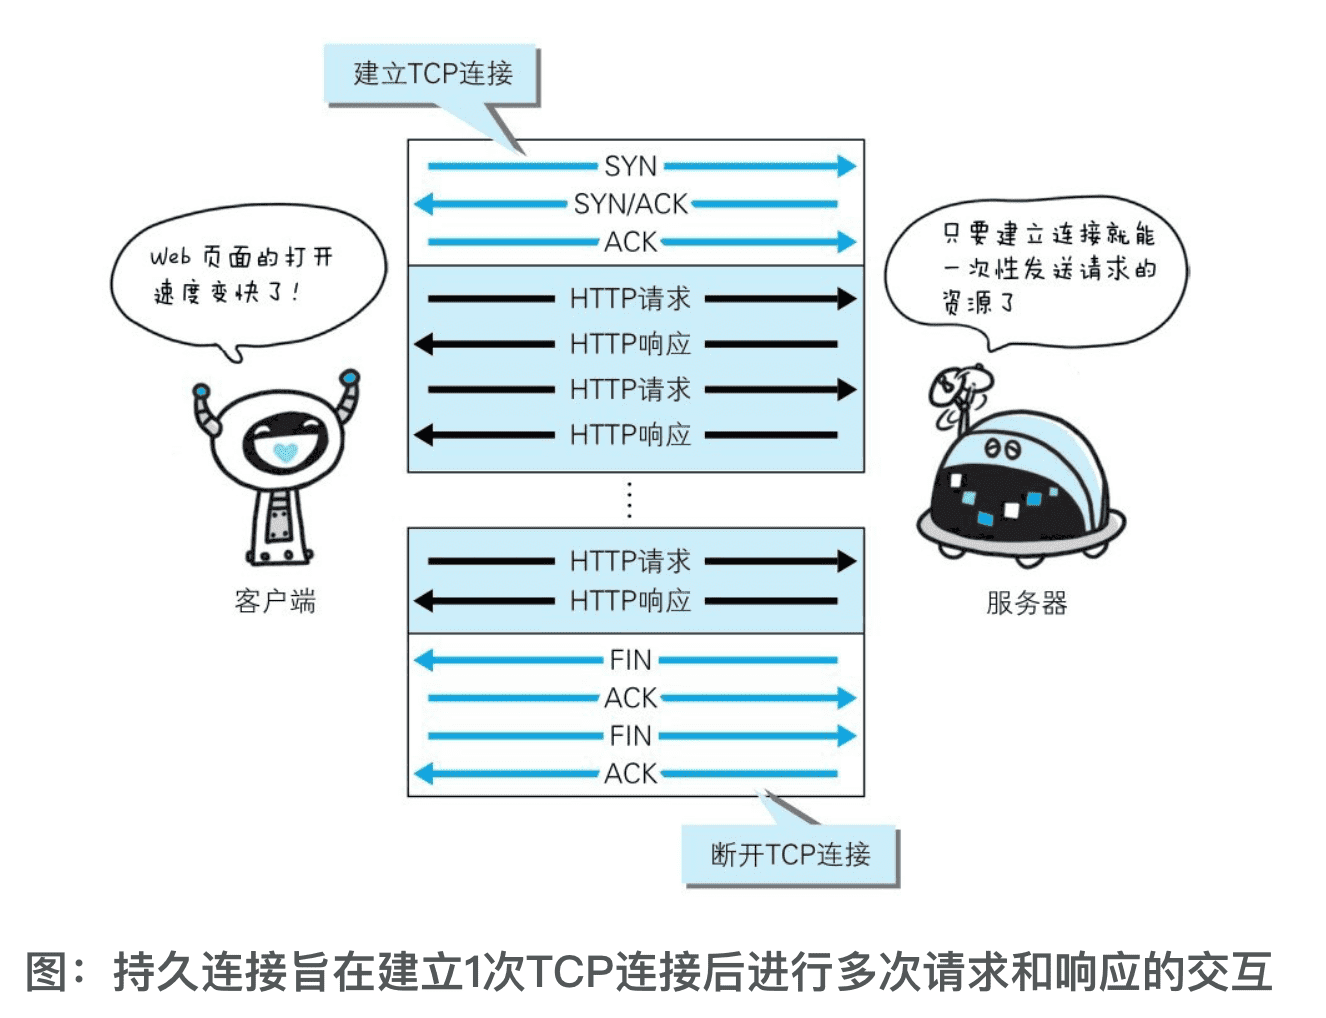 建立TCP连接
SYN
SYN/ACK
ACK
Web 页面的打开
速度变快了!
只要建立连接就能
一次性发送请求的
资源了
HTTP请求
HTTP响应
HTTP请求
HTTP响应
HTTP请求
HTTP响应
客户端
服务器
FIN
ACK
FIN
ACK
断开TCP连接
图：持久连接旨在建立1次TCP连接后进行多次请求和响应的交互